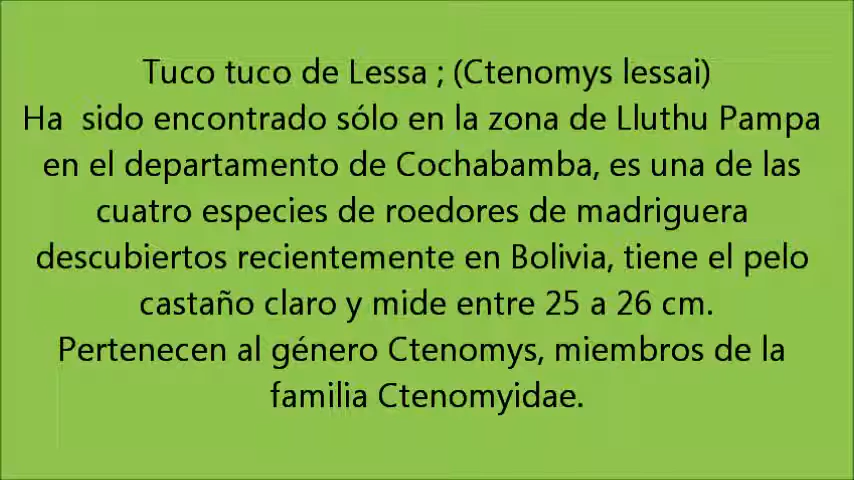 Tuco tuco de Lessa ; (Ctenomys lessai)
Ha  sido encontrado sólo en la zona de Lluthu Pampa
en el departamento de Cochabamba, es una de las
cuatro especies de roedores de madriguera
descubiertos recientemente en Bolivia, tiene el pelo
castaño claro y mide entre 25 a 26 cm.
Pertenecen al género Ctenomys, miembros de la
familia Ctenomyidae.